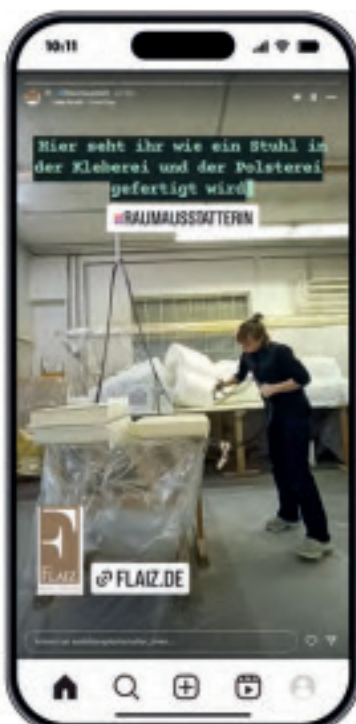 10:11
Hier seht ihr wie ein Stuhl in
der Kleberei und der Polsterei
gefertigt wird
#RAUMAUSSTATTERIN
F
FLAIZ
FLAIZ.DE